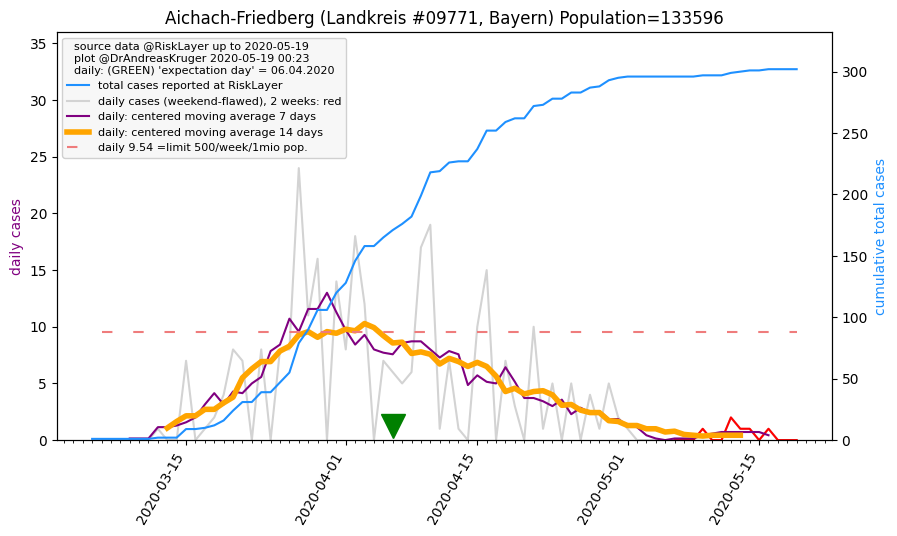 Aichach-Friedberg (Landkreis #09771, Bayern) Population=133596
source data @RiskLayer up to 2020-05-19
plot @DrAndreasKruger 2020-05-19 00:23
daily: (GREEN) 'expectation day' = 06.04.2020
total cases reported at RiskLayer
daily cases (weekend-flawed), 2 weeks: red
daily: centered moving average 7 days
daily: centered moving average 14 days
daily 9.54 =limit 500/week/1mio pop.
daily cases
35
30
25
20
15
10
5
0
cumulative total cases
300
250
200
150
100
50
0
2020-03-15
2020-04-01
2020-04-15
2020-05-01
2020-05-15